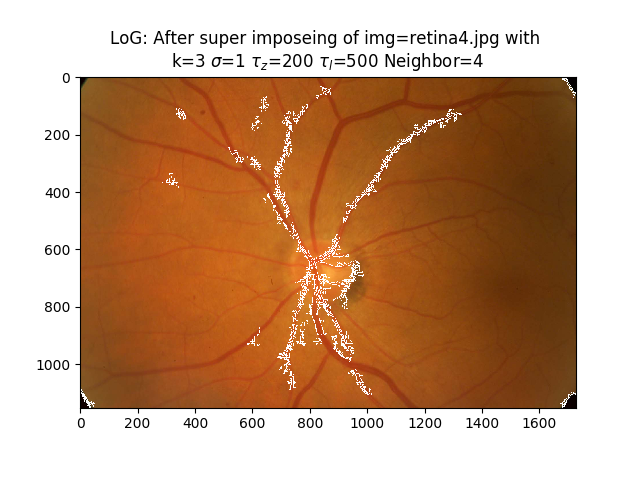 LoG: After super imposeing of img=retina4.jpg with
k=3 σ=1 τ_z=200 τ_l=500 Neighbor=4
0
200
400
600
800
1000
0 200 400 600 800 1000 1200 1400 1600